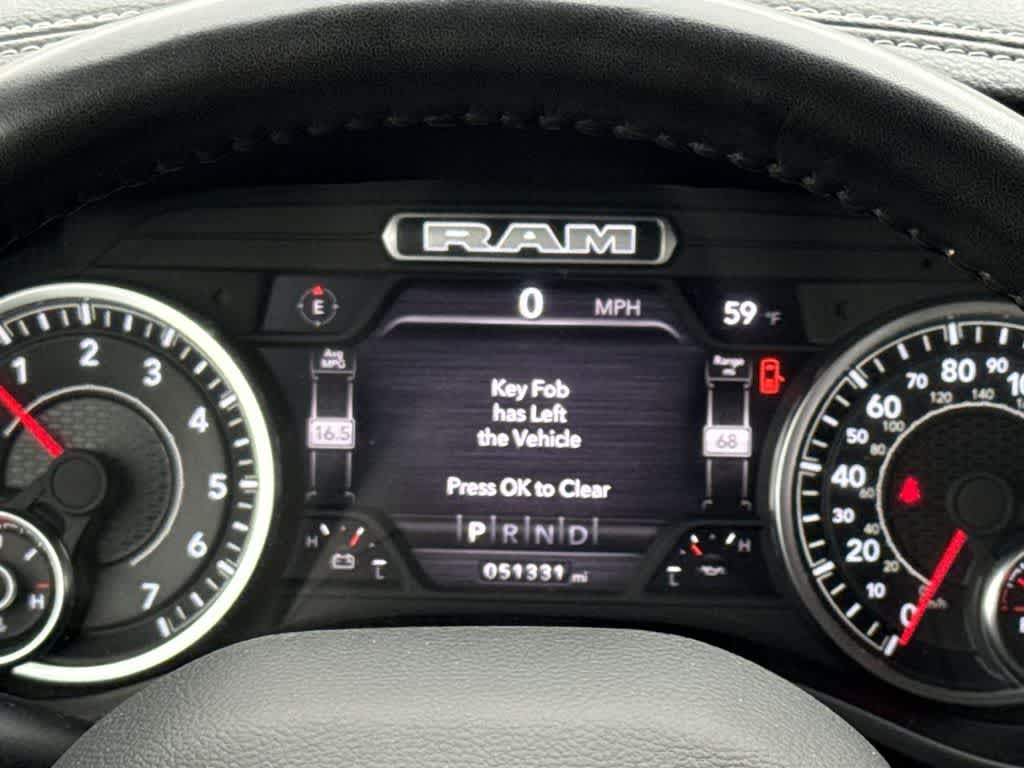 RAM
E
0 MPH
59 °F
Avg
MPG
16.5
Range
mi
68
Key Fob
has Left
the Vehicle
Press OK to Clear
P R N D
051331 mi
H
L
L
H
1
2
3
4
5
6
7
H
0
10
20
30
40
50
60
70
80
90
20
40
60
80
100
120
140